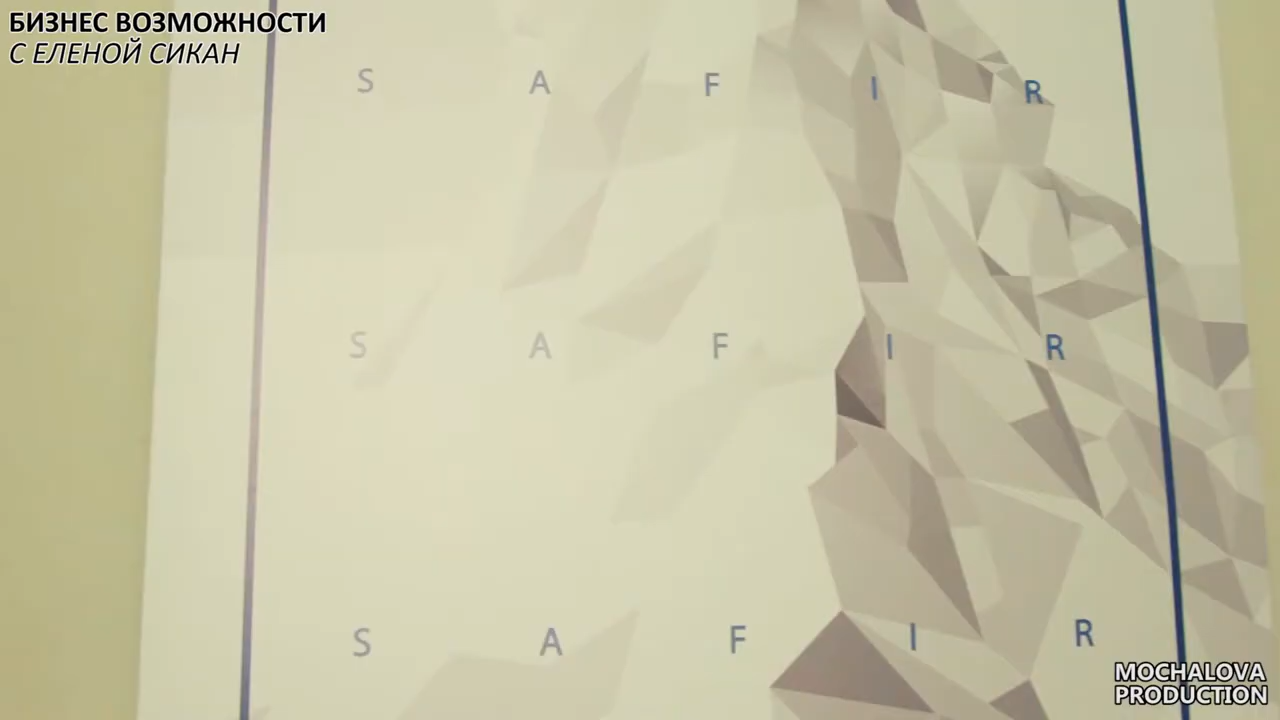 БИЗНЕС ВОЗМОЖНОСТИ
С ЕЛЕНОЙ СИКАН
S A F I R
S A F I R
S A F I R
MOCHALOVA
PRODUCTION